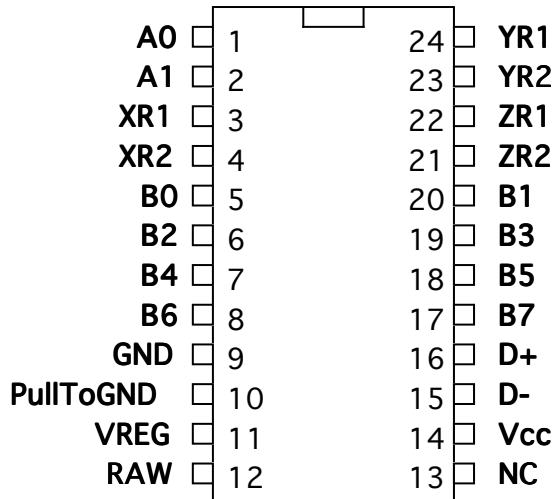 A0 1 24 YR1
A1 2 23 YR2
XR1 3 22 ZR1
XR2 4 21 ZR2
B0 5 20 B1
B2 6 19 B3
B4 7 18 B5
B6 8 17 B7
GND 9 16 D+
PullToGND 10 15 D-
VREG 11 14 Vcc
RAW 12 13 NC